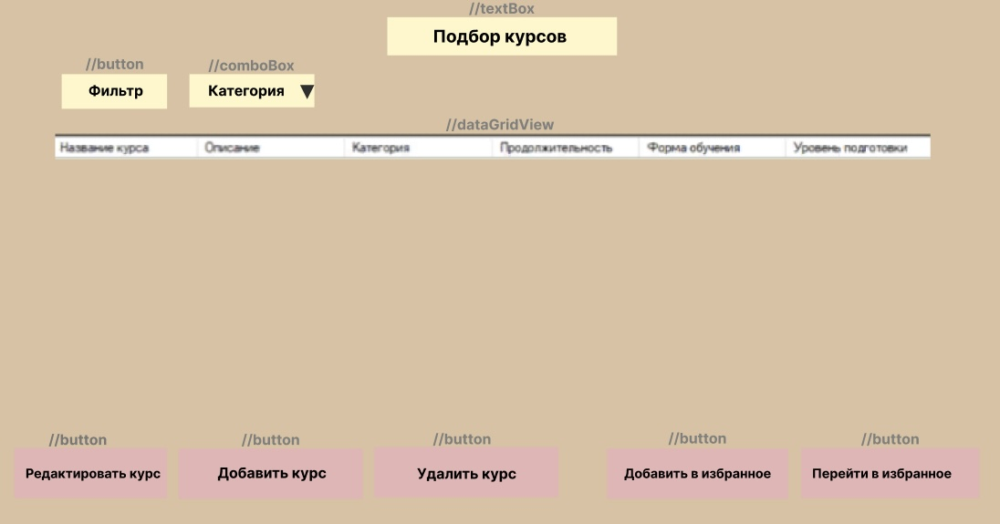 //textBox
Подбор курсов
//button
//comboBox
Фильтр
Категория
//dataGridView
Название курса Описание Категория Продолжительность Форма обучения Уровень подготовки
//button
//button
//button
//button
//button
Редактировать курс
Добавить курс
Удалить курс
Добавить в избранное
Перейти в избранное